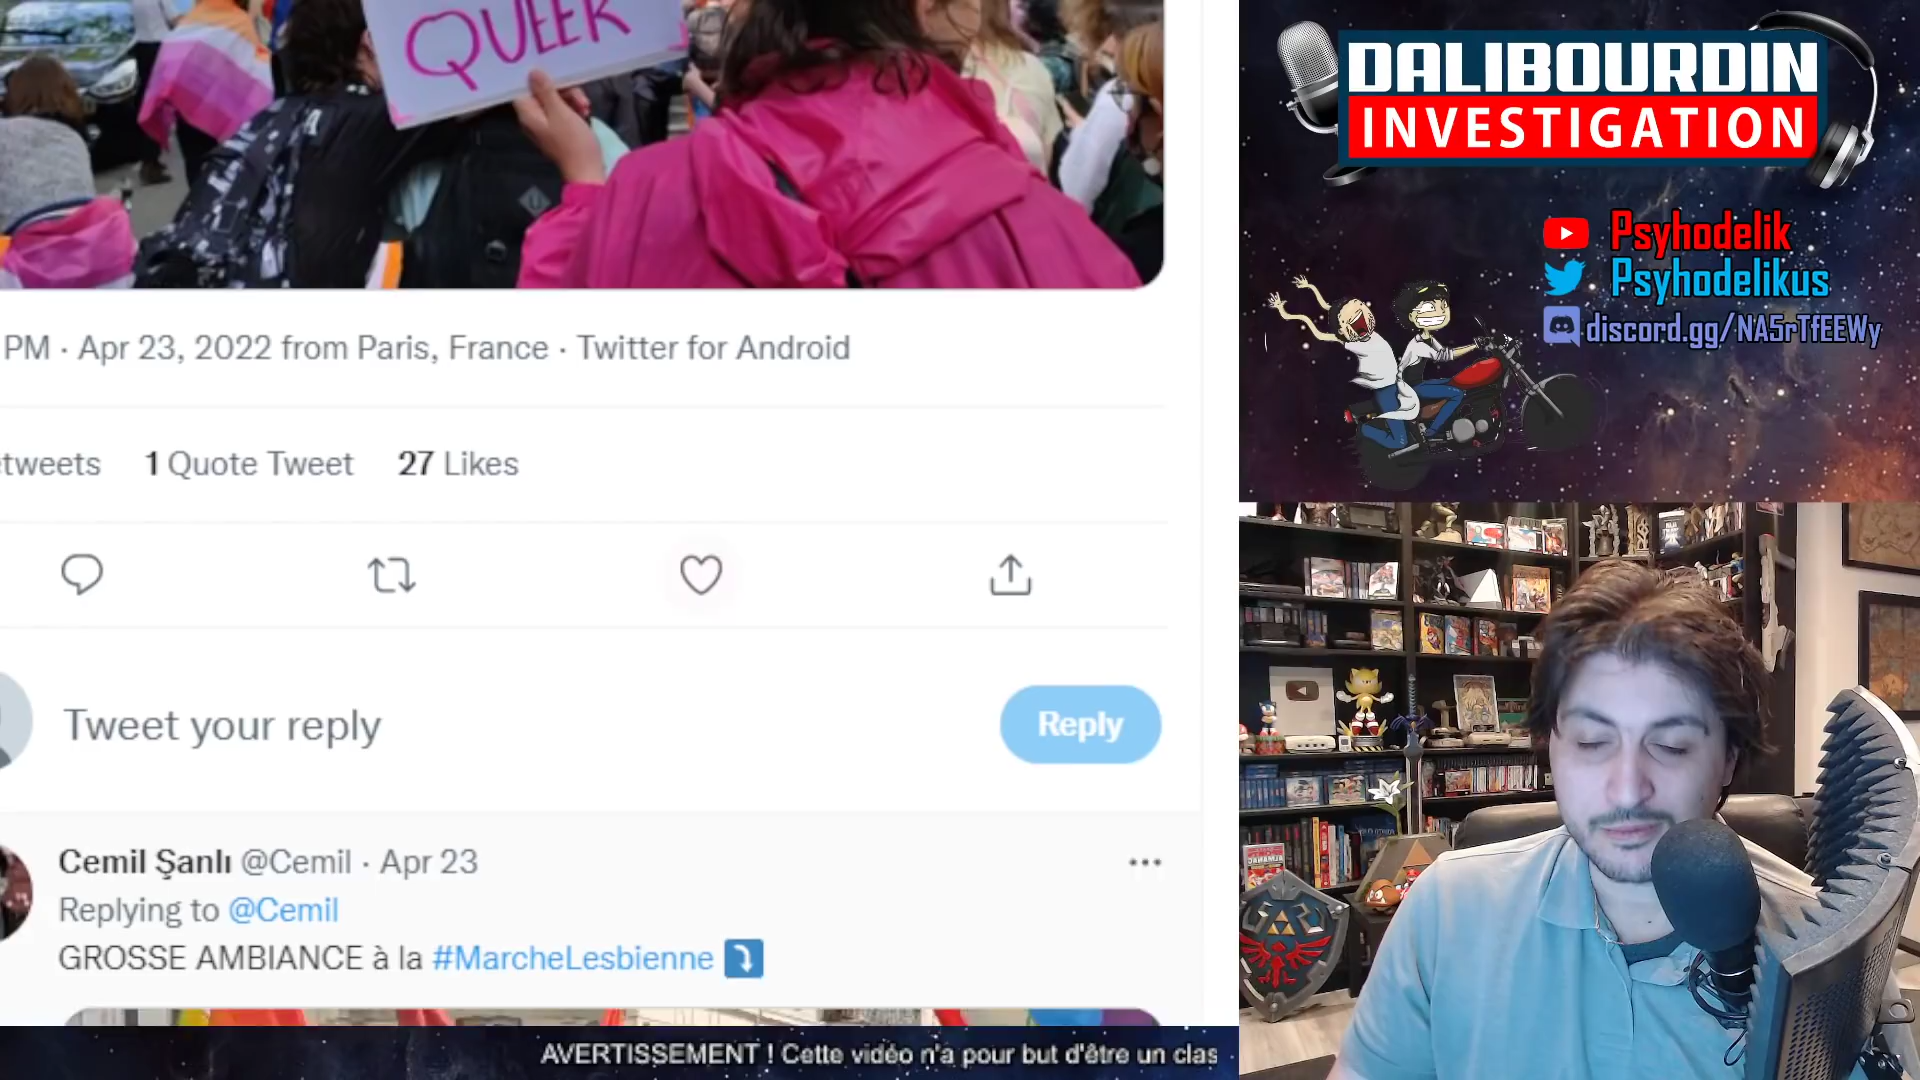 QUEER
PM · Apr 23, 2022 from Paris, France · Twitter for Android
etweets 1 Quote Tweet 27 Likes
Tweet your reply
Reply
Cemil Şanlı @Cemil · Apr 23
Replying to @Cemil
GROSSE AMBIANCE à la #MarcheLesbienne
AVERTISSEMENT ! Cette vidéo n'a pour but d'être un clas
DALIBOURDIN
INVESTIGATION
Psyhodelik
Psyhodelikus
discord.gg/NA5rTfEEWy